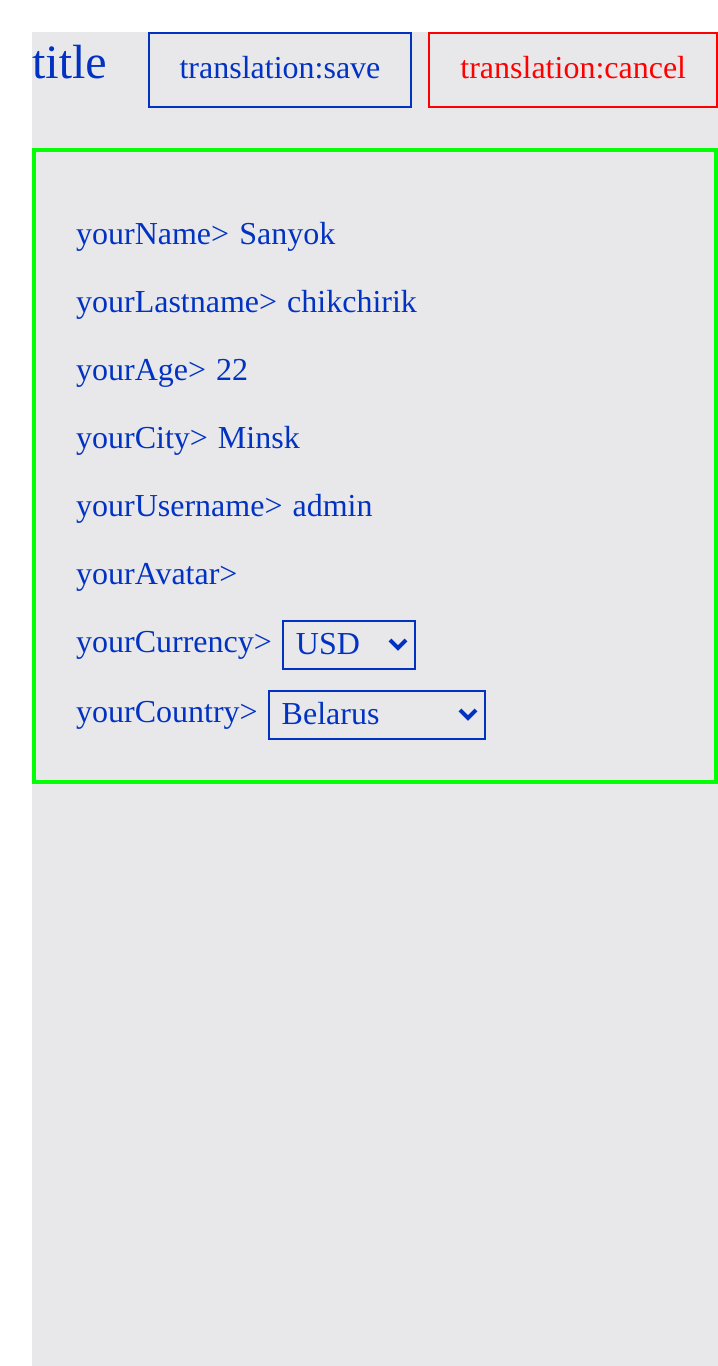 title translation:save translation:cancel
yourName> Sanyok
yourLastname> chikchirik
yourAge> 22
yourCity> Minsk
yourUsername> admin
yourAvatar>
yourCurrency> USD
yourCountry> Belarus